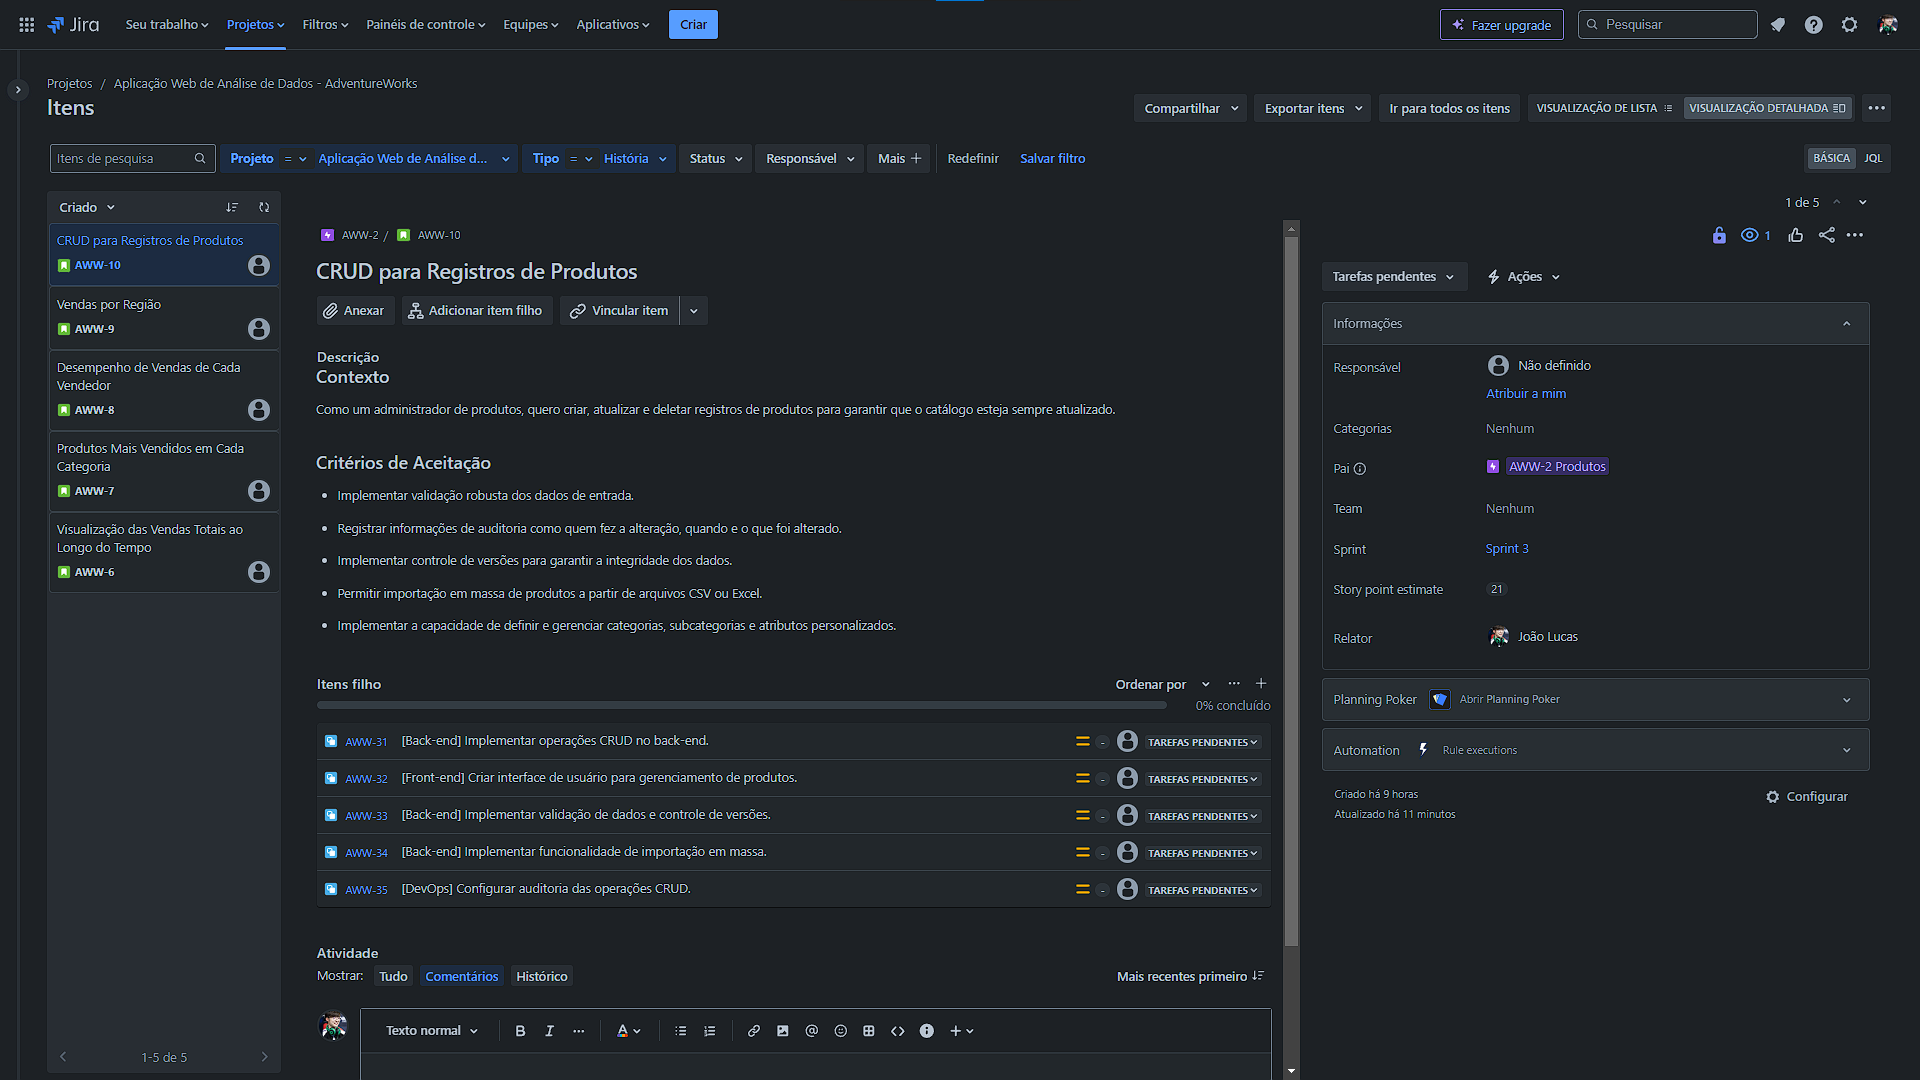 Jira Seu trabalho Projetos Filtros Painéis de controle Equipes Aplicativos Criar Fazer upgrade Pesquisar
Projetos / Aplicação Web de Análise de Dados - AdventureWorks
Itens
Compartilhar Exportar itens Ir para todos os itens VISUALIZAÇÃO DE LISTA VISUALIZAÇÃO DETALHADA
Itens de pesquisa Projeto = Aplicação Web de Análise d... Tipo = História Status Responsável Mais + Redefinir Salvar filtro BÁSICA JQL
Criado
CRUD para Registros de Produtos
AWW-10
Vendas por Região
AWW-9
Desempenho de Vendas de Cada
Vendedor
AWW-8
Produtos Mais Vendidos em Cada
Categoria
AWW-7
Visualização das Vendas Totais ao
Longo do Tempo
AWW-6
1-5 de 5
1 de 5
AWW-2 / AWW-10
1
CRUD para Registros de Produtos
Anexar Adicionar item filho Vincular item
Descrição
Contexto
Como um administrador de produtos, quero criar, atualizar e deletar registros de produtos para garantir que o catálogo esteja sempre atualizado.
Critérios de Aceitação
• Implementar validação robusta dos dados de entrada.
• Registrar informações de auditoria como quem fez a alteração, quando e o que foi alterado.
• Implementar controle de versões para garantir a integridade dos dados.
• Permitir importação em massa de produtos a partir de arquivos CSV ou Excel.
• Implementar a capacidade de definir e gerenciar categorias, subcategorias e atributos personalizados.
Itens filho Ordenar por
0% concluído
AWW-31 [Back-end] Implementar operações CRUD no back-end. - TAREFAS PENDENTES
AWW-32 [Front-end] Criar interface de usuário para gerenciamento de produtos. - TAREFAS PENDENTES
AWW-33 [Back-end] Implementar validação de dados e controle de versões. - TAREFAS PENDENTES
AWW-34 [Back-end] Implementar funcionalidade de importação em massa. - TAREFAS PENDENTES
AWW-35 [DevOps] Configurar auditoria das operações CRUD. - TAREFAS PENDENTES
Atividade
Mostrar: Tudo Comentários Histórico Mais recentes primeiro
Texto normal B I ... A
Tarefas pendentes Ações
Informações
Responsável Não definido
Atribuir a mim
Categorias Nenhum
Pai AWW-2 Produtos
Team Nenhum
Sprint Sprint 3
Story point estimate 21
Relator João Lucas
Planning Poker Abrir Planning Poker
Automation Rule executions
Criado há 9 horas
Atualizado há 11 minutos
Configurar